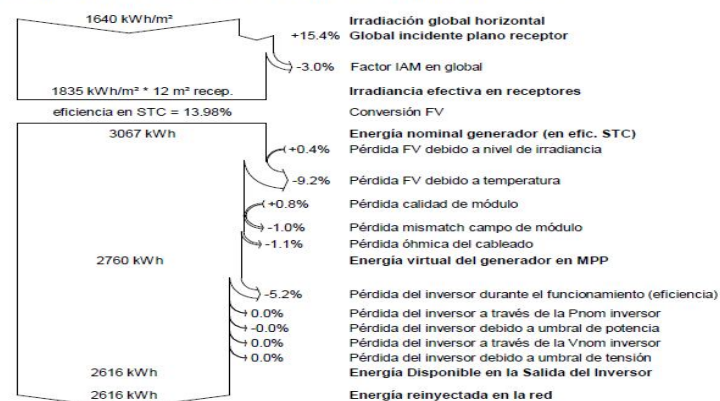 1640 kWh/m² Irradiación global horizontal
+15.4% Global incidente plano receptor
-3.0% Factor IAM en global
1835 kWh/m² * 12 m² recep. Irradiancia efectiva en receptores
eficiencia en STC = 13.98% Conversión FV
3067 kWh Energía nominal generador (en efic. STC)
+0.4% Pérdida FV debido a nivel de irradiancia
-9.2% Pérdida FV debido a temperatura
+0.8% Pérdida calidad de módulo
-1.0% Pérdida mismatch campo de módulo
-1.1% Pérdida óhmica del cableado
2760 kWh Energía virtual del generador en MPP
-5.2% Pérdida del inversor durante el funcionamiento (eficiencia)
0.0% Pérdida del inversor a través de la Pnom inversor
-0.0% Pérdida del inversor debido a umbral de potencia
0.0% Pérdida del inversor a través de la Vnom inversor
0.0% Pérdida del inversor debido a umbral de tensión
2616 kWh Energía Disponible en la Salida del Inversor
2616 kWh Energía reinyectada en la red